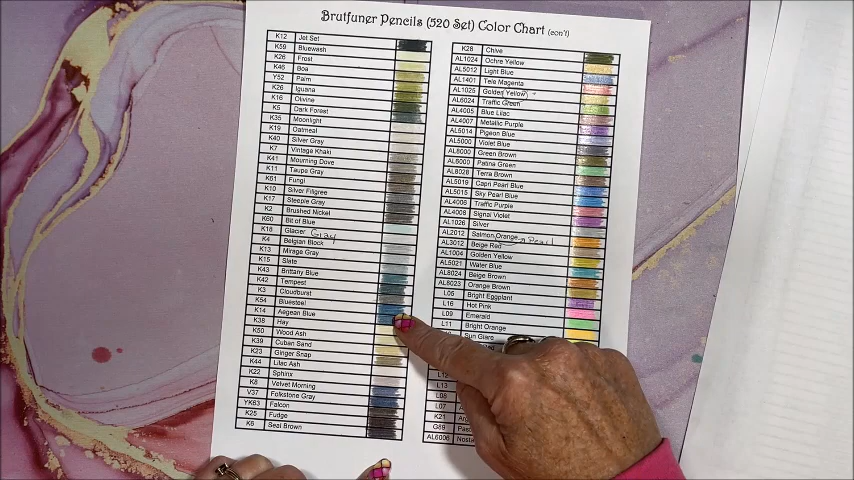 Brutfuner Pencils (520 Set) Color Chart (con't)
K12 Jet Set
K59 Bluewash
K26 Frost
K46 Boa
Y52 Palm
K26 Iguana
K16 Olivine
K5 Dark Forest
K35 Moonlight
K19 Oatmeal
K40 Silver Gray
K7 Vintage Khaki
K41 Mourning Dove
K11 Taupe Gray
K61 Fungi
K10 Silver Filigree
K17 Steeple Gray
K2 Brushed Nickel
K60 Bit of Blue
K18 Glacier Gray
K4 Belgian Block
K13 Mirage Gray
K15 Slate
K43 Brittany Blue
K42 Tempest
K3 Cloudburst
K54 Bluesteel
K14 Aegean Blue
K38 Hay
K50 Wood Ash
K39 Cuban Sand
K23 Ginger Snap
K44 Lilac Ash
K22 Sphinx
K8 Velvet Morning
V37 Folkstone Gray
YK63 Falcon
K25 Fudge
K6 Seal Brown
K28 Chive
AL1024 Ochre Yellow
AL5012 Light Blue
AL1401 Tele Magenta
AL1025 Golden Yellow
AL6024 Traffic Green
AL4005 Blue Lilac
AL4007 Metallic Purple
AL5014 Pigeon Blue
AL5000 Violet Blue
AL8000 Green Brown
AL6000 Patina Green
AL8028 Terra Brown
AL5019 Capri Pearl Blue
AL5015 Sky Pearl Blue
AL4006 Traffic Purple
AL4008 Signal Violet
AL1026 Silver
AL2012 Salmon Orange Pearl
AL3012 Beige Red
AL1004 Golden Yellow
AL5021 Water Blue
AL8024 Beige Brown
AL8023 Orange Brown
L05 Bright Eggplant
L16 Hot Pink
L09 Emerald
L11 Bright Orange
Sun Glare
L12
L13
L08
L07
K21
G89
AL6006